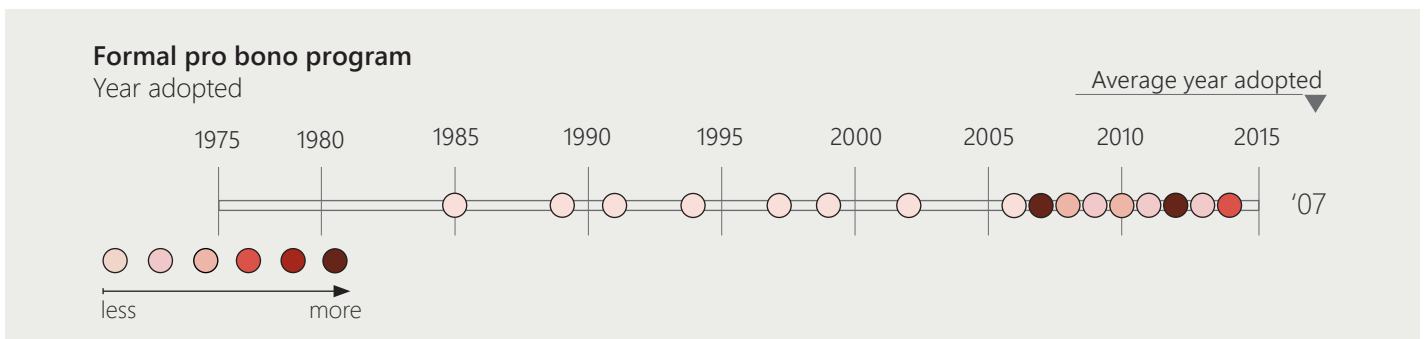 Formal pro bono program
Year adopted
Average year adopted
1975 1980 1985 1990 1995 2000 2005 2010 2015
'07
less more